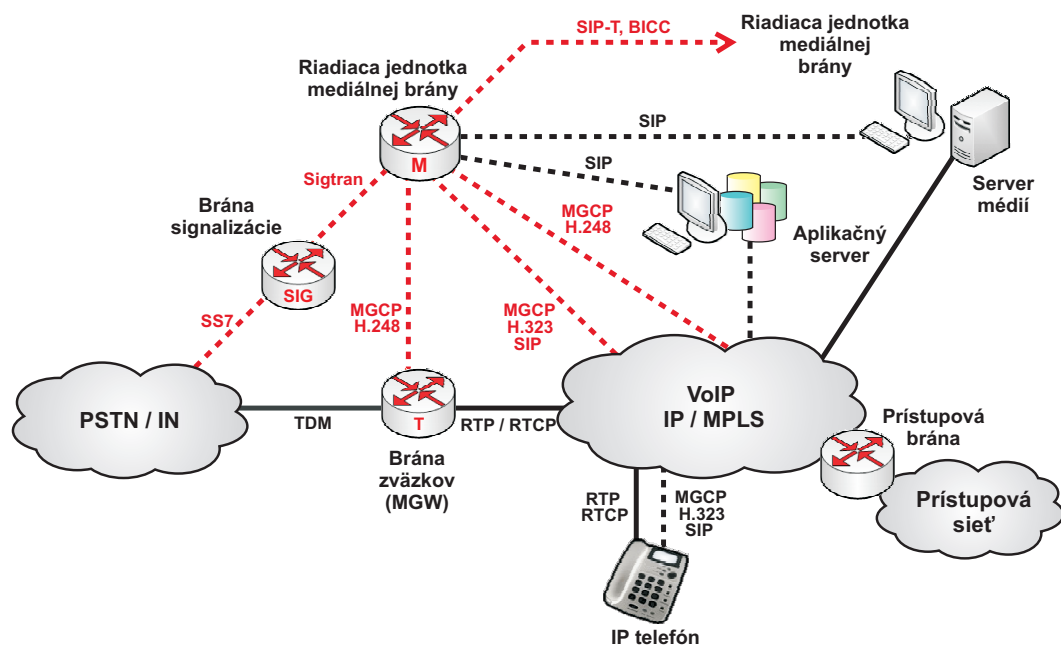 SIP-T, BICC
Riadiaca jednotka
mediálnej
brány
Riadiaca jednotka
mediálnej brány
M
SIP
SIP
Sigtran
Server
médií
Brána
signalizácie
MGCP
H.248
Aplikačný
server
SIG
SS7
MGCP
H.248
MGCP
H.323
SIP
PSTN / IN
TDM
T
RTP / RTCP
VoIP
IP / MPLS
Prístupová
brána
Brána
zväzkov
(MGW)
RTP
RTCP
MGCP
H.323
SIP
Prístupová
sieť
IP telefón